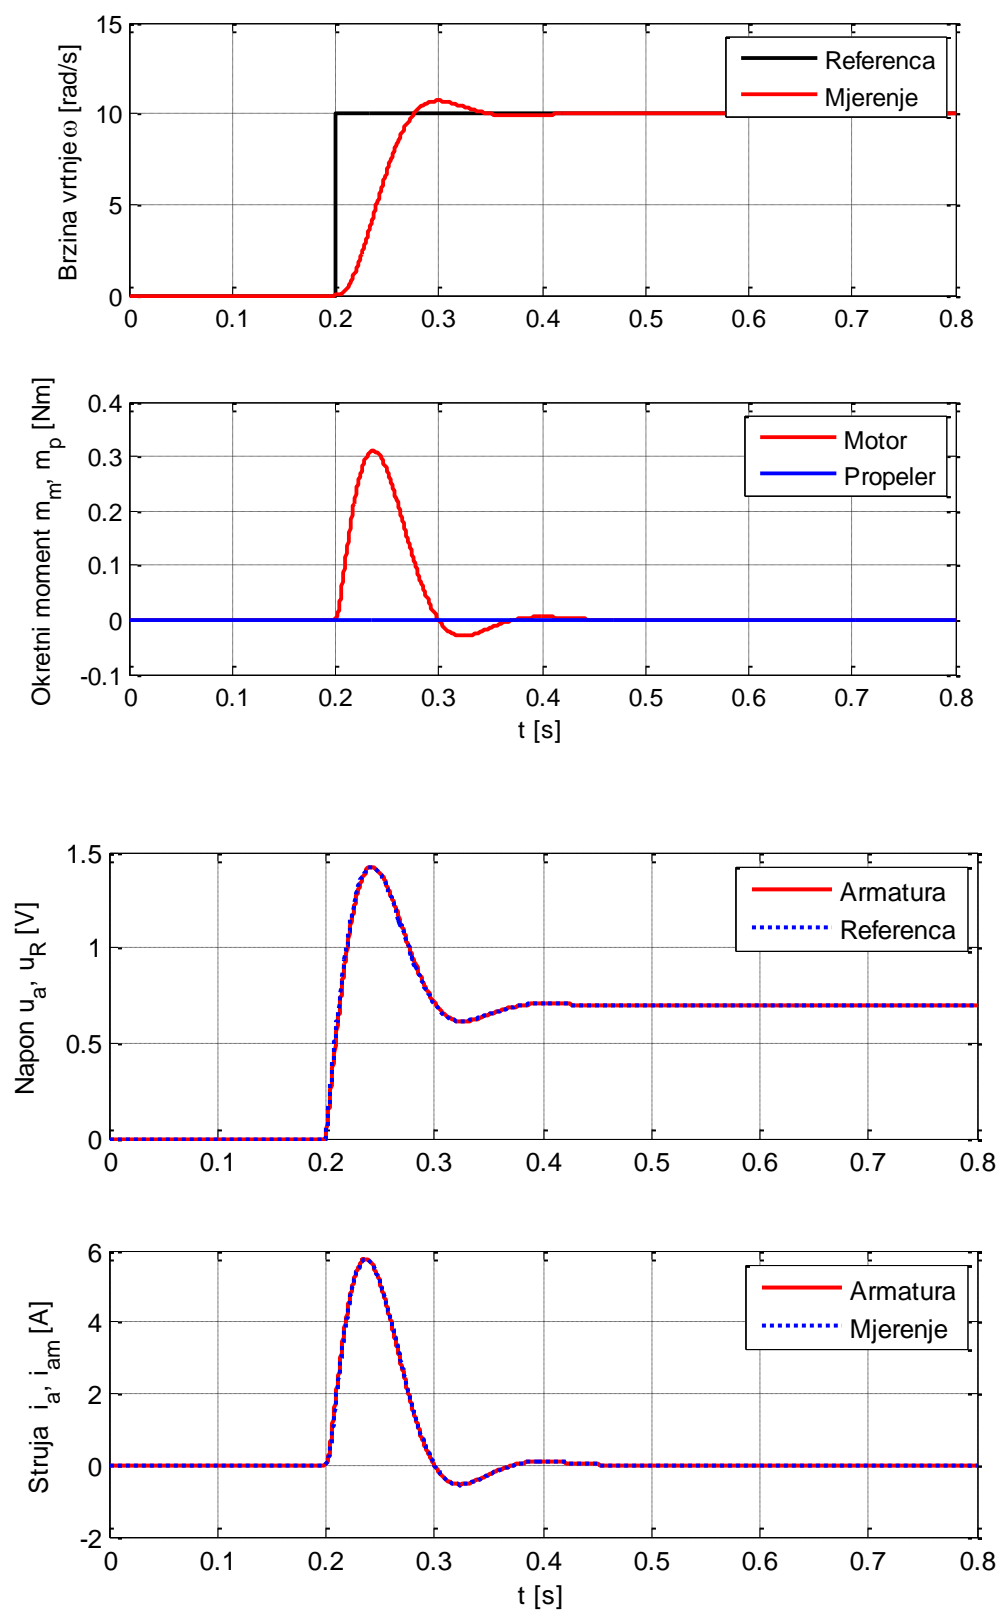 Brzina vrtnje ω [rad/s]
15
10
5
0
Referenca
Mjerenje
0 0.1 0.2 0.3 0.4 0.5 0.6 0.7 0.8
Okretni moment m_m, m_p [Nm]
0.4
0.3
0.2
0.1
0
-0.1
Motor
Propeler
0 0.1 0.2 0.3 0.4 0.5 0.6 0.7 0.8
t [s]
Napon u_a, u_R [V]
1.5
1
0.5
0
Armatura
Referenca
0 0.1 0.2 0.3 0.4 0.5 0.6 0.7 0.8
Struja i_a, i_am [A]
6
4
2
0
-2
Armatura
Mjerenje
0 0.1 0.2 0.3 0.4 0.5 0.6 0.7 0.8
t [s]